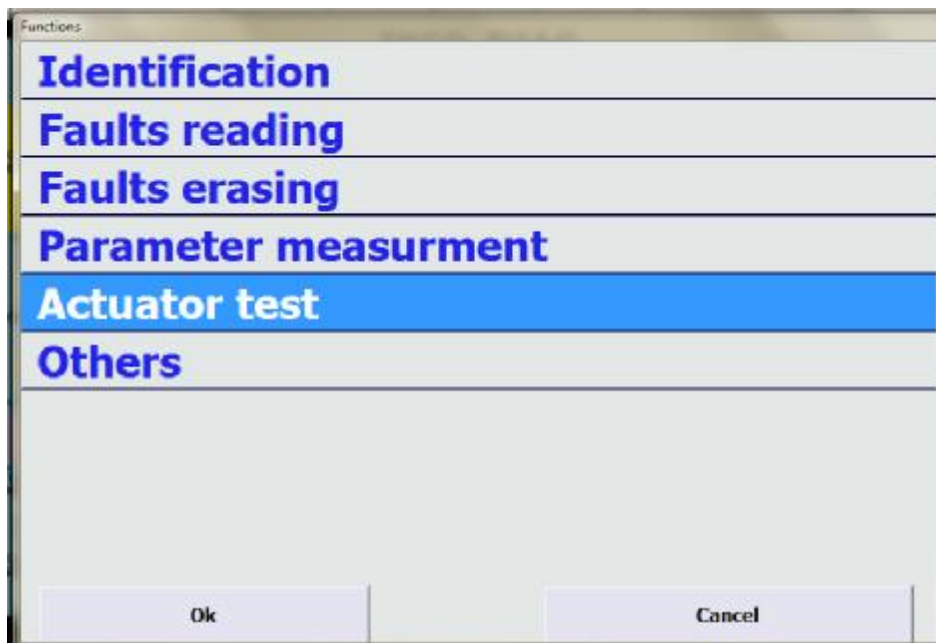 Functions
Identification
Faults reading
Faults erasing
Parameter measurment
Actuator test
Others
Ok
Cancel